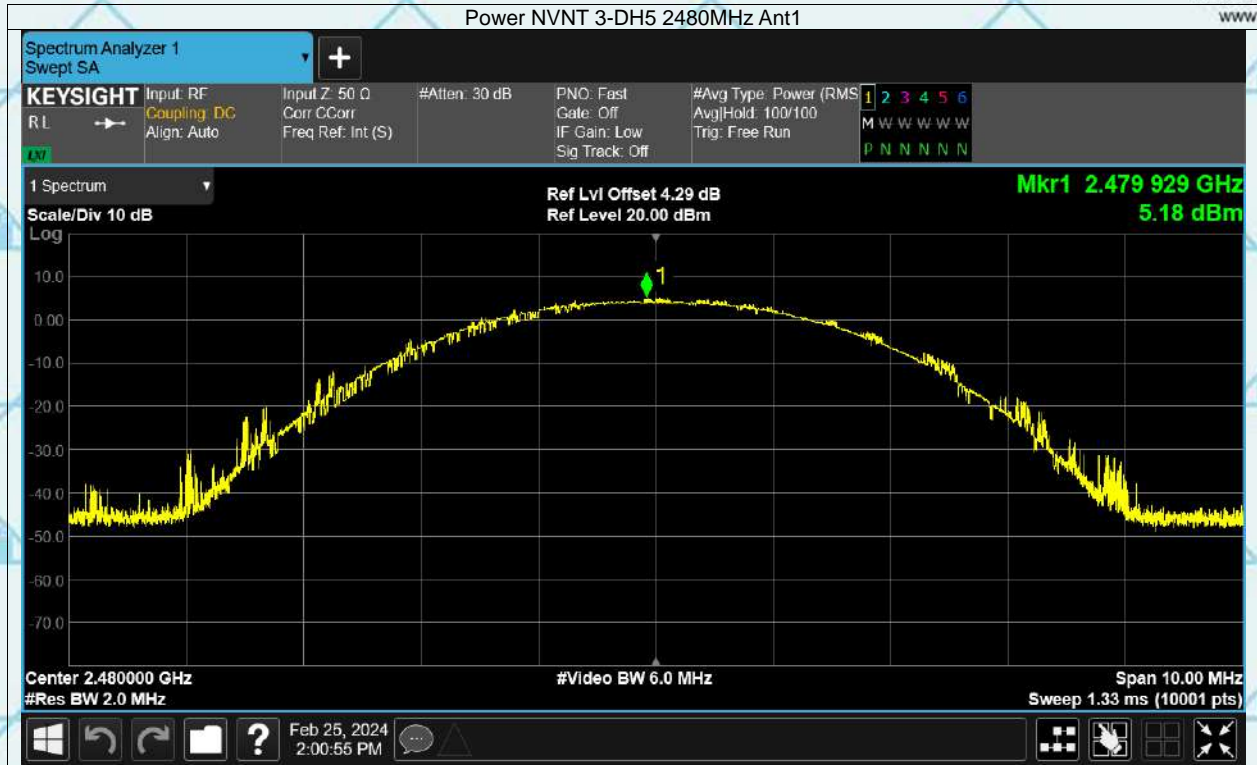 Power NVNT 3-DH5 2480MHz Ant1
www
Spectrum Analyzer 1
Swept SA
+
KEYSIGHT
RL
LXI
Input: RF
Coupling: DC
Align: Auto
Input Z: 50 Ω
Corr CCorr
Freq Ref: Int (S)
#Atten: 30 dB
PNO: Fast
Gate: Off
IF Gain: Low
Sig Track: Off
#Avg Type: Power (RMS
Avg|Hold: 100/100
Trig: Free Run
1 2 3 4 5 6
M W W W W W
P N N N N N
1 Spectrum
Scale/Div 10 dB
Log
Ref Lvl Offset 4.29 dB
Ref Level 20.00 dBm
Mkr1 2.479 929 GHz
5.18 dBm
1
10.0
0.00
-10.0
-20.0
-30.0
-40.0
-50.0
-60.0
-70.0
Center 2.480000 GHz
#Res BW 2.0 MHz
#Video BW 6.0 MHz
Span 10.00 MHz
Sweep 1.33 ms (10001 pts)
?
Feb 25, 2024
2:00:55 PM